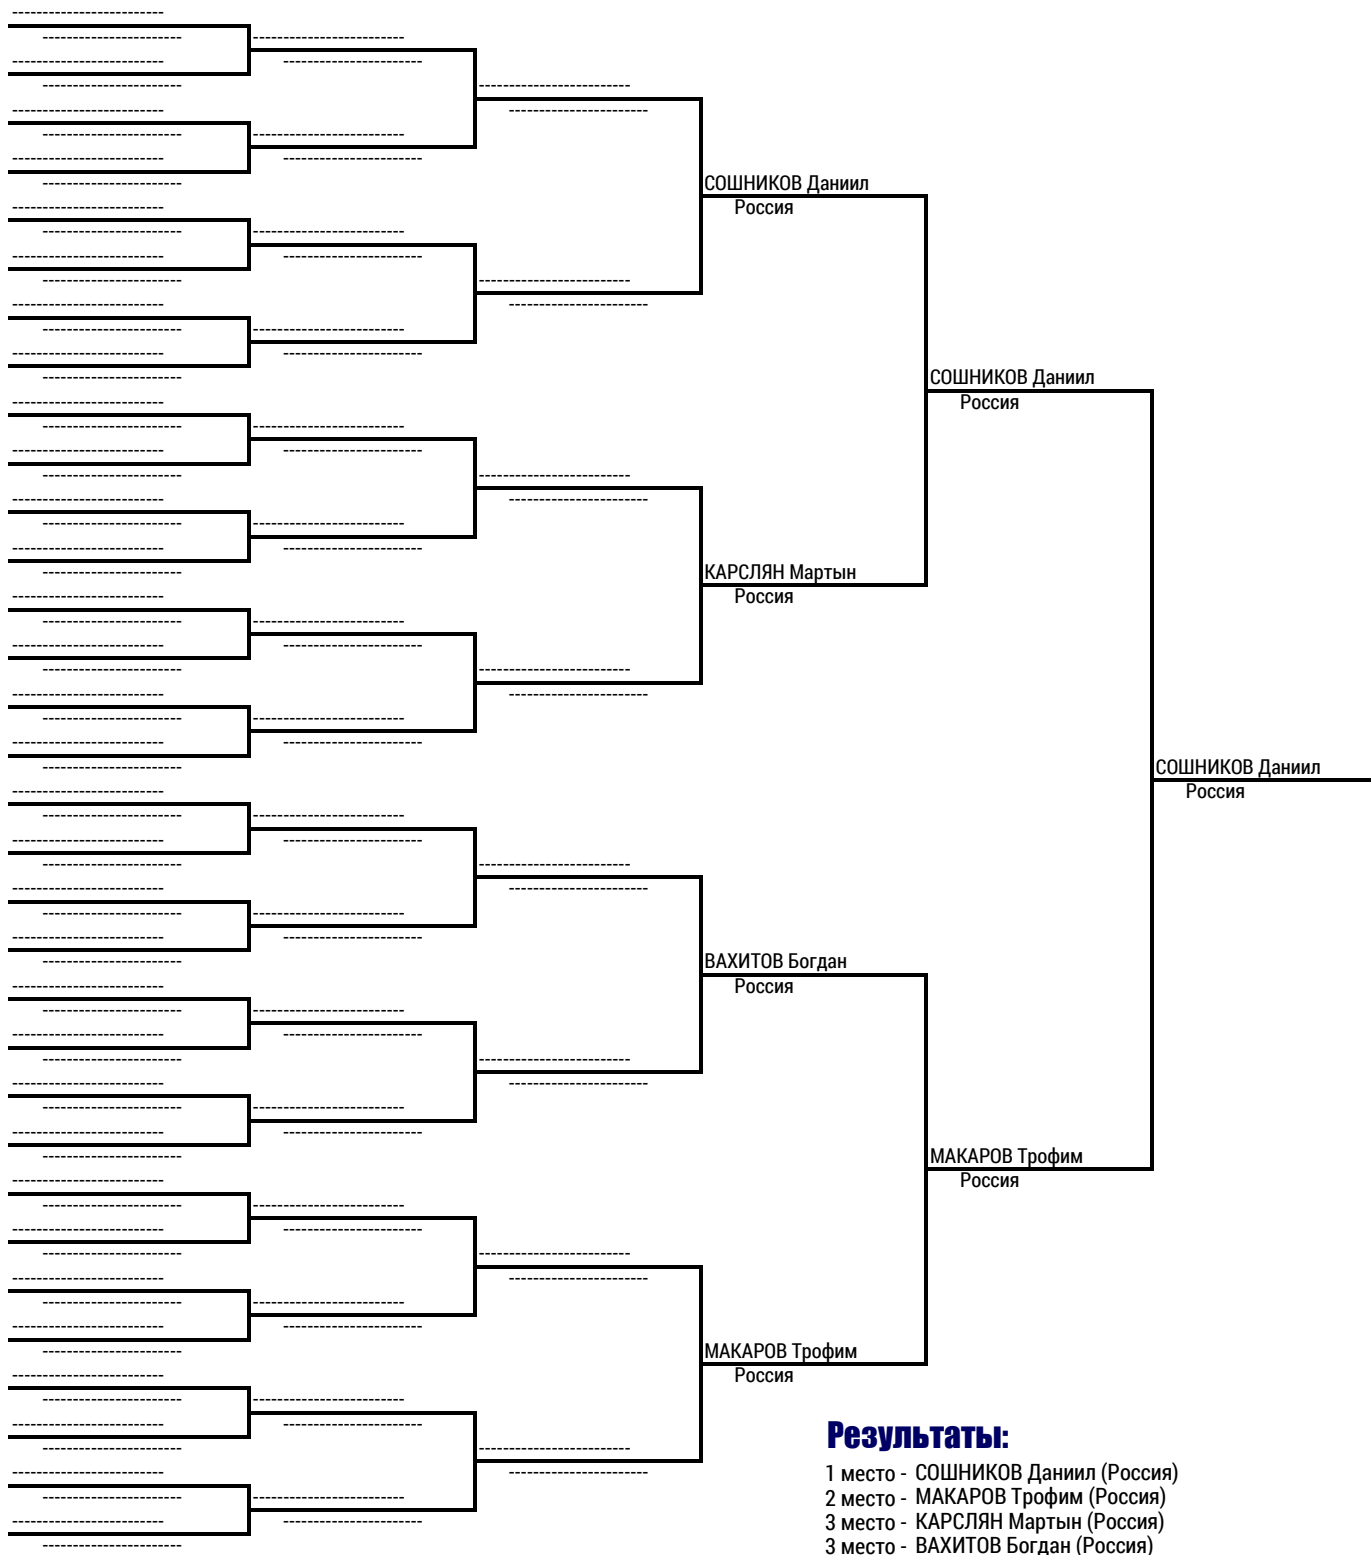 СОШНИКОВ Даниил
Россия
СОШНИКОВ Даниил
Россия
КАРСЛЯН Мартын
Россия
СОШНИКОВ Даниил
Россия
ВАХИТОВ Богдан
Россия
МАКАРОВ Трофим
Россия
МАКАРОВ Трофим
Россия
Результаты:
1 место - СОШНИКОВ Даниил (Россия)
2 место - МАКАРОВ Трофим (Россия)
3 место - КАРСЛЯН Мартын (Россия)
3 место - ВАХИТОВ Богдан (Россия)